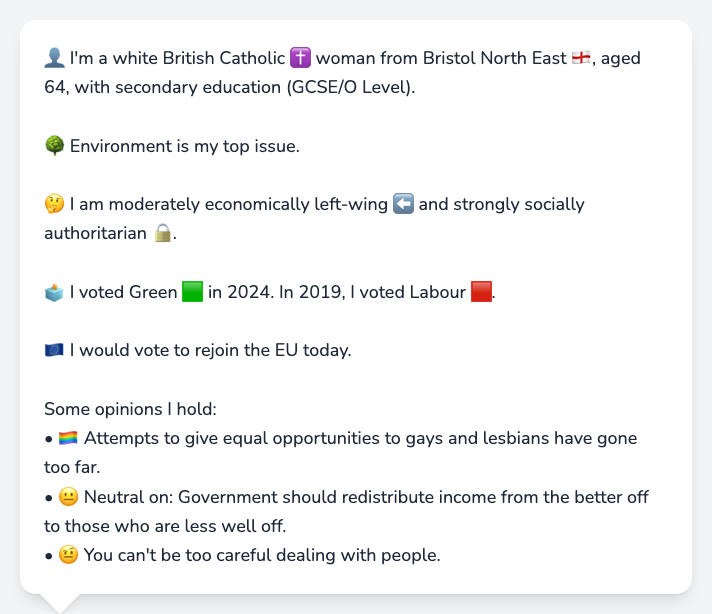 👤 I'm a white British Catholic ✝️ woman from Bristol North East 🏴󠁧󠁢󠁥󠁮󠁧󠁿, aged
64, with secondary education (GCSE/O Level).
🌳 Environment is my top issue.
🤔 I am moderately economically left-wing ⬅️ and strongly socially
authoritarian 🔒.
🗳️ I voted Green 🟩 in 2024. In 2019, I voted Labour 🟥.
🇪🇺 I would vote to rejoin the EU today.
Some opinions I hold:
• 🏳️‍🌈 Attempts to give equal opportunities to gays and lesbians have gone
too far.
• 😐 Neutral on: Government should redistribute income from the better off
to those who are less well off.
• 🤨 You can't be too careful dealing with people.